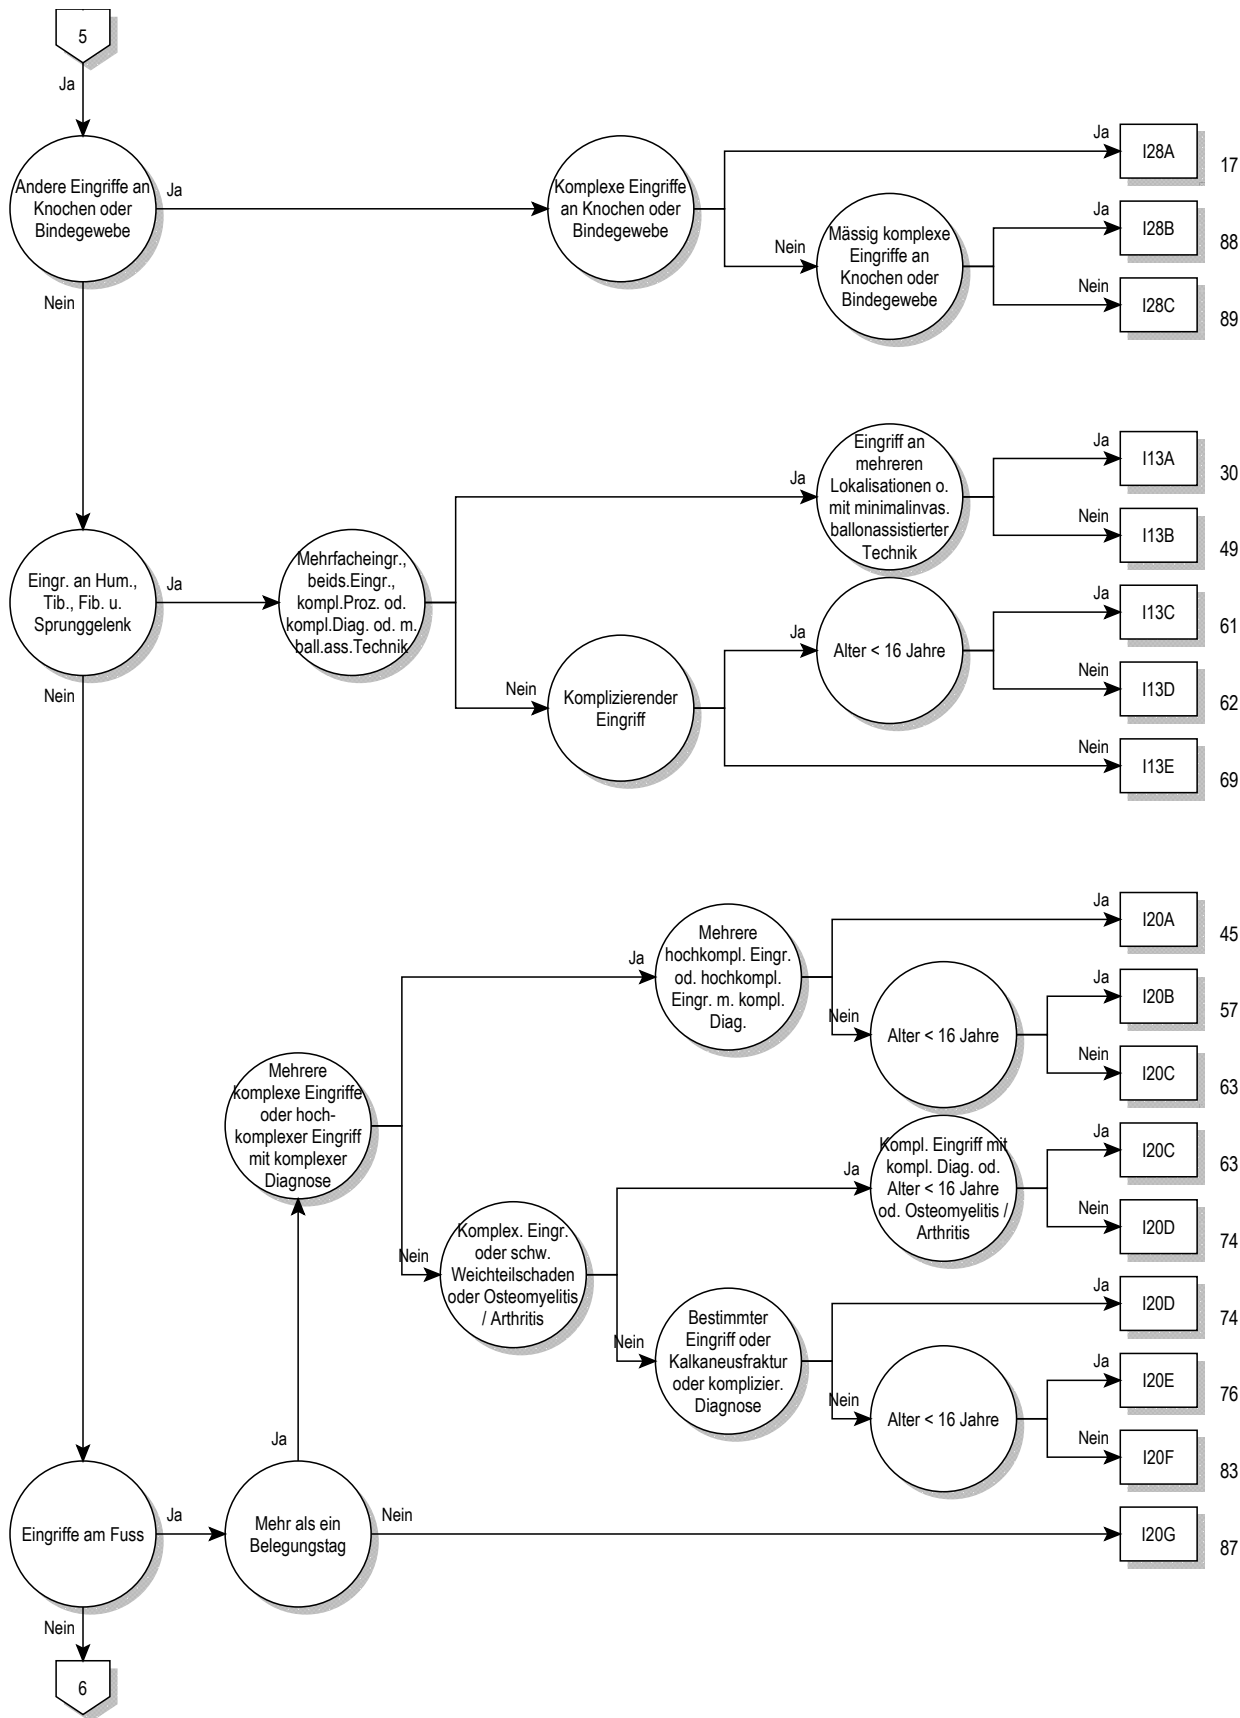 5
Ja
Andere Eingriffe an
Knochen oder
Bindegewebe
Ja
Komplexe Eingriffe
an Knochen oder
Bindegewebe
Ja
I28A
17
Nein
Mässig komplexe
Eingriffe an
Knochen oder
Bindegewebe
Ja
I28B
88
Nein
I28C
89
Nein
Eingr. an Hum.,
Tib., Fib. u.
Sprunggelenk
Ja
Mehrfacheingr.,
beids.Eingr.,
kompl.Proz. od.
kompl.Diag. od. m.
ball.ass.Technik
Ja
Eingriff an
mehreren
Lokalisationen o.
mit minimalinvas.
ballonassistierter
Technik
Ja
I13A
30
Nein
I13B
49
Nein
Komplizierender
Eingriff
Ja
Alter < 16 Jahre
Ja
I13C
61
Nein
I13D
62
Nein
I13E
69
Nein
Eingriffe am Fuss
Ja
Mehr als ein
Belegungstag
Ja
Mehrere
komplexe Eingriffe
oder hoch-
komplexer Eingriff
mit komplexer
Diagnose
Ja
Mehrere
hochkompl. Eingr.
od. hochkompl.
Eingr. m. kompl.
Diag.
Ja
I20A
45
Nein
Alter < 16 Jahre
Ja
I20B
57
Nein
I20C
63
Nein
Komplex. Eingr.
oder schw.
Weichteilschaden
oder Osteomyelitis
/ Arthritis
Ja
Kompl. Eingriff mit
kompl. Diag. od.
Alter < 16 Jahre
od. Osteomyelitis /
Arthritis
Ja
I20C
63
Nein
I20D
74
Nein
Bestimmter
Eingriff oder
Kalkaneusfraktur
oder komplizier.
Diagnose
Ja
I20D
74
Nein
Alter < 16 Jahre
Ja
I20E
76
Nein
I20F
83
Nein
I20G
87
Nein
6